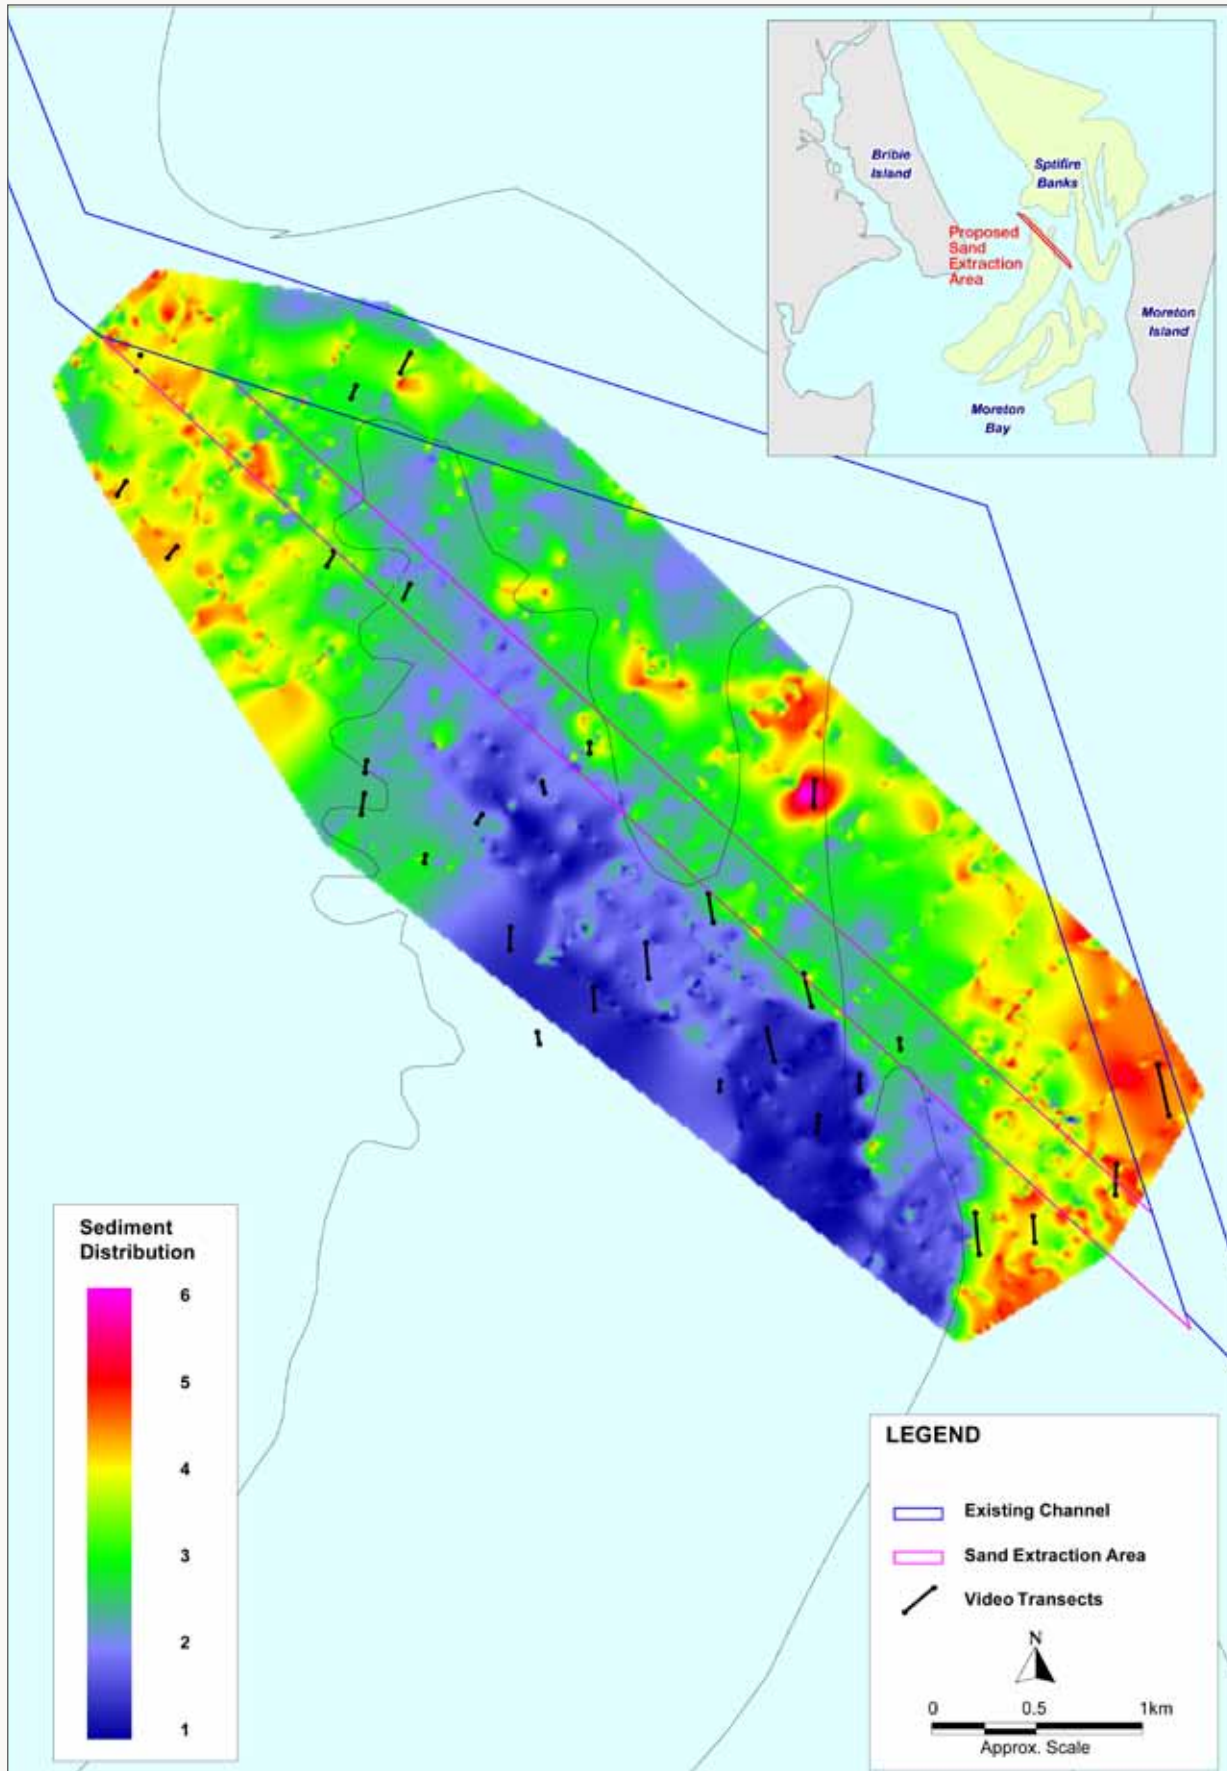 Bribie
Island
Sptifire
Banks
Proposed
Sand
Extraction
Area
Moreton
Island
Moreton
Bay
Sediment
Distribution
6
5
4
3
2
1
LEGEND
Existing Channel
Sand Extraction Area
Video Transects
N
0 0.5 1km
Approx. Scale